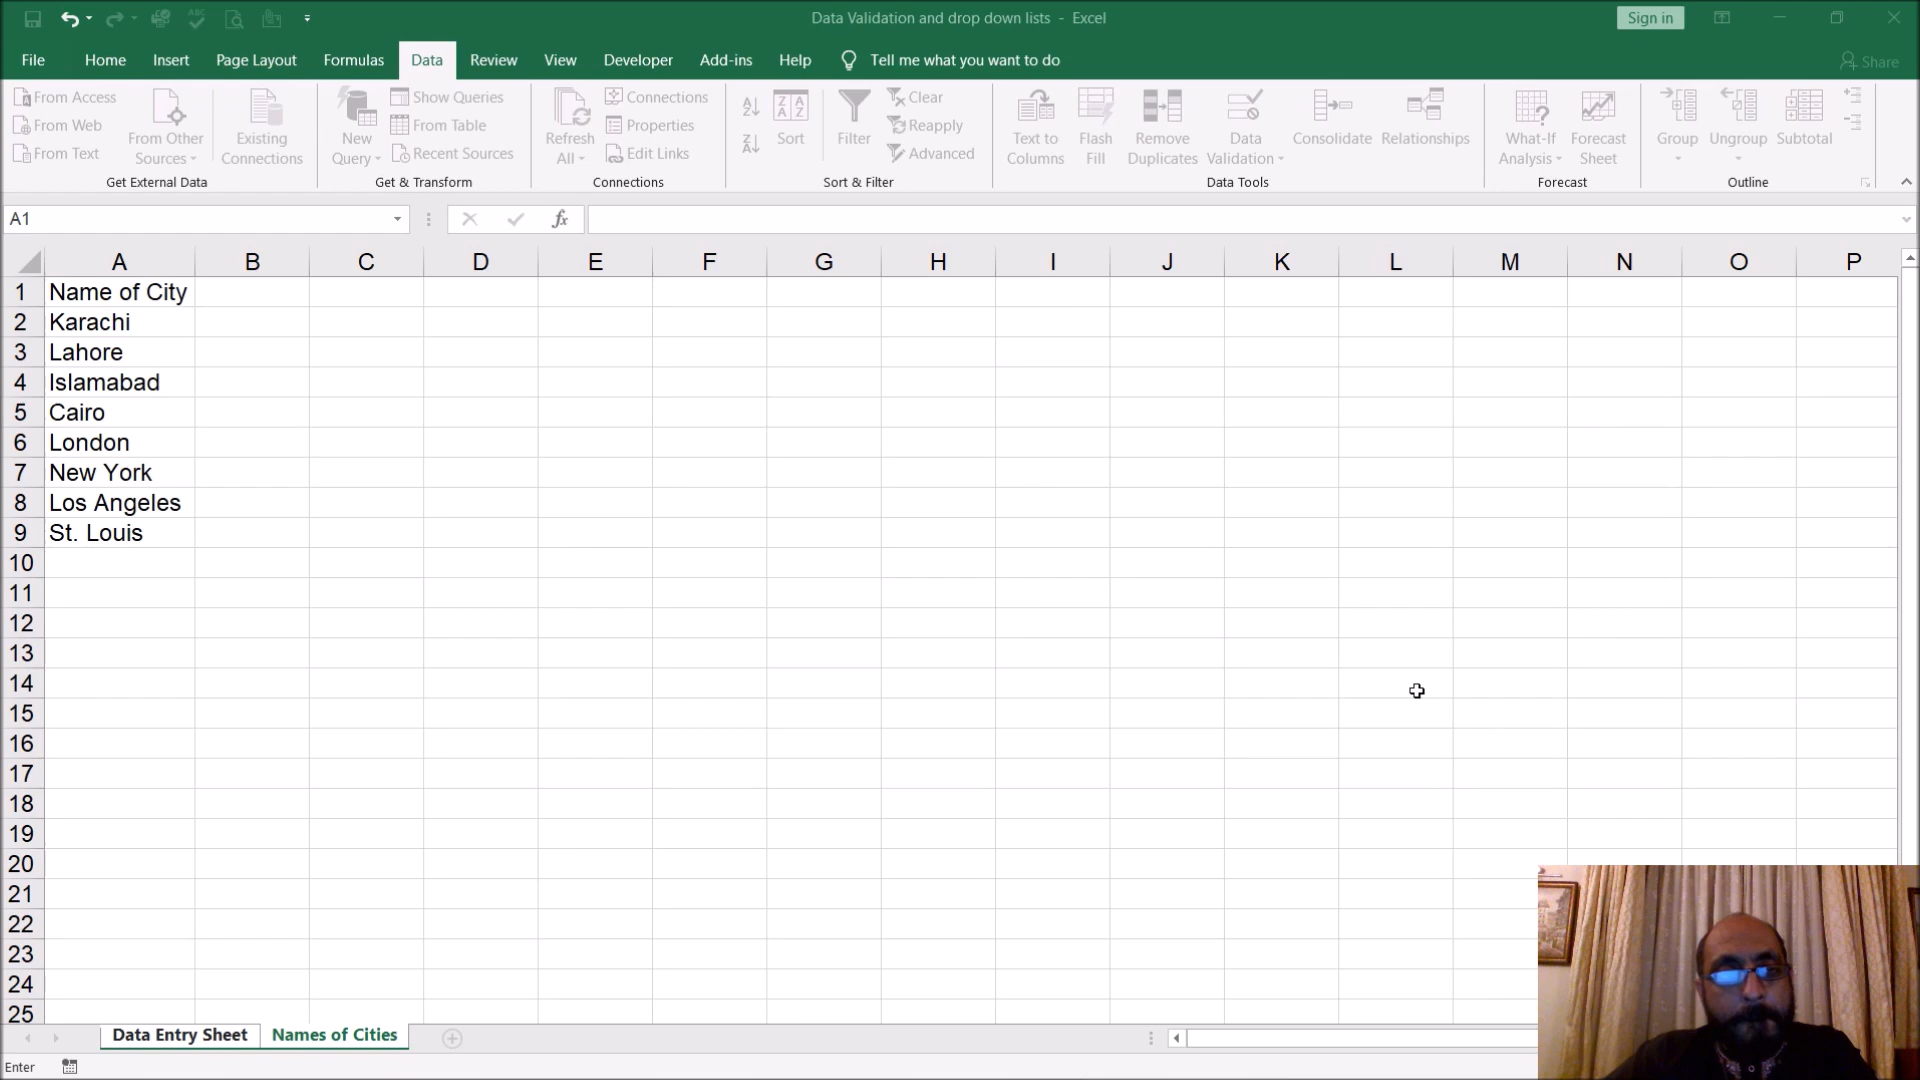 Data Validation and drop down lists - Excel
Sign in
File Home Insert Page Layout Formulas Data Review View Developer Add-ins Help Tell me what you want to do
Share
From Access
From Web
From Text
From Other Sources
Existing Connections
Get External Data
New Query
Show Queries
From Table
Recent Sources
Get & Transform
Refresh All
Connections
Properties
Edit Links
Connections
Sort
Filter
Clear
Reapply
Advanced
Sort & Filter
Text to Columns
Flash Fill
Remove Duplicates
Data Validation
Consolidate
Relationships
Data Tools
What-If Analysis
Forecast Sheet
Forecast
Group
Ungroup
Subtotal
Outline
A1
fx
A B C D E F G H I J K L M N O P
1 Name of City
2 Karachi
3 Lahore
4 Islamabad
5 Cairo
6 London
7 New York
8 Los Angeles
9 St. Louis
10
11
12
13
14
15
16
17
18
19
20
21
22
23
24
25
Data Entry Sheet Names of Cities
Enter